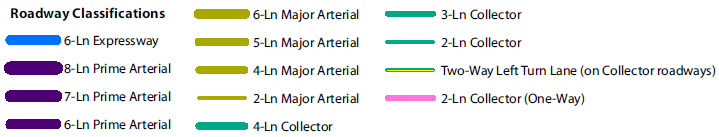 Roadway Classifications
6-Ln Expressway
8-Ln Prime Arterial
7-Ln Prime Arterial
6-Ln Prime Arterial
6-Ln Major Arterial
5-Ln Major Arterial
4-Ln Major Arterial
2-Ln Major Arterial
4-Ln Collector
3-Ln Collector
2-Ln Collector
Two-Way Left Turn Lane (on Collector roadways)
2-Ln Collector (One-Way)